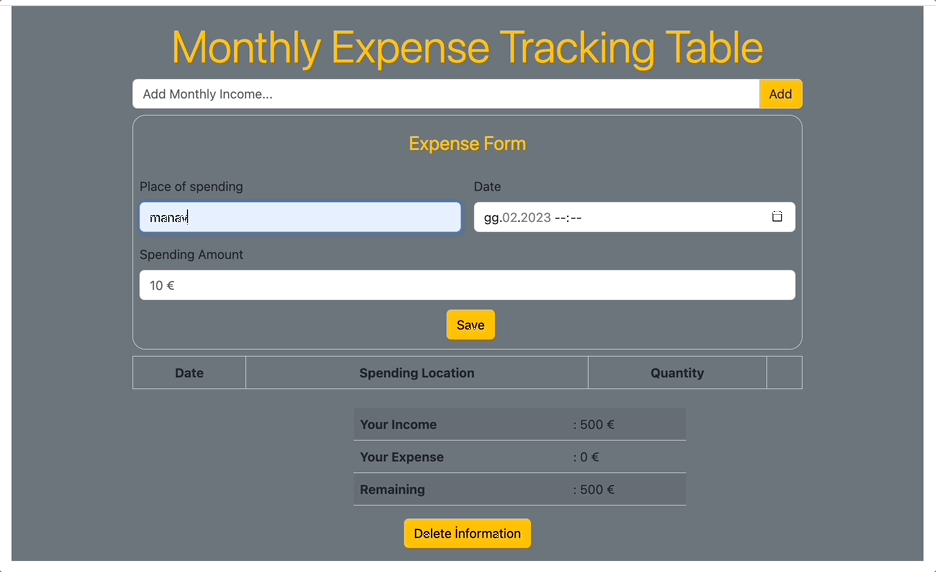 Monthly Expense Tracking Table
Add Monthly Income... Add
Expense Form
Place of spending Date
manav gg.02.2023 --:--
Spending Amount
10 €
Save
Date Spending Location Quantity
Your Income : 500 €
Your Expense : 0 €
Remaining : 500 €
Delete İnformation